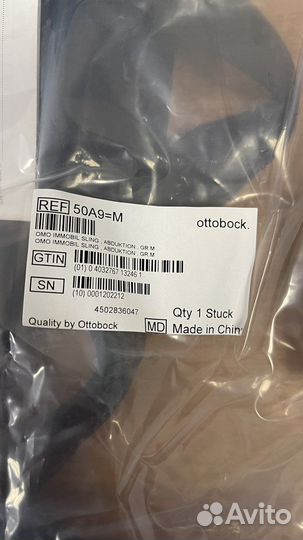 REF 50A9=M
ottobock.
OMO IMMOBIL SLING , ABDUKTION , GR M
OMO IMMOBIL SLING , ABDUKTION , GR M
GTIN
(01) 0 4032767 13246 1
SN
(10) 0001202212
4502836047
Qty 1 Stuck
Quality by Ottobock
MD Made in China
Avito